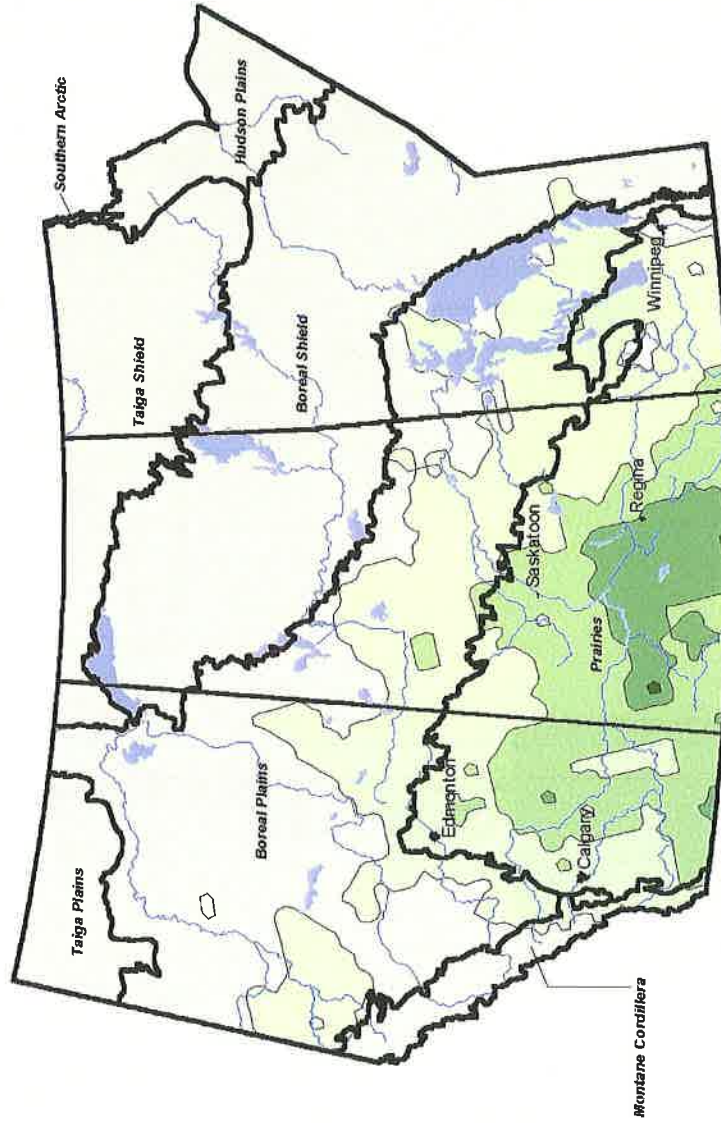 Southern Arctic
Hudson Plains
Taiga Shield
Boreal Shield
Taiga Plains
Boreal Plains
Winnipeg
Regina
Saskatoon
Prairies
Edmonton
Calgary
Montane Cordillera